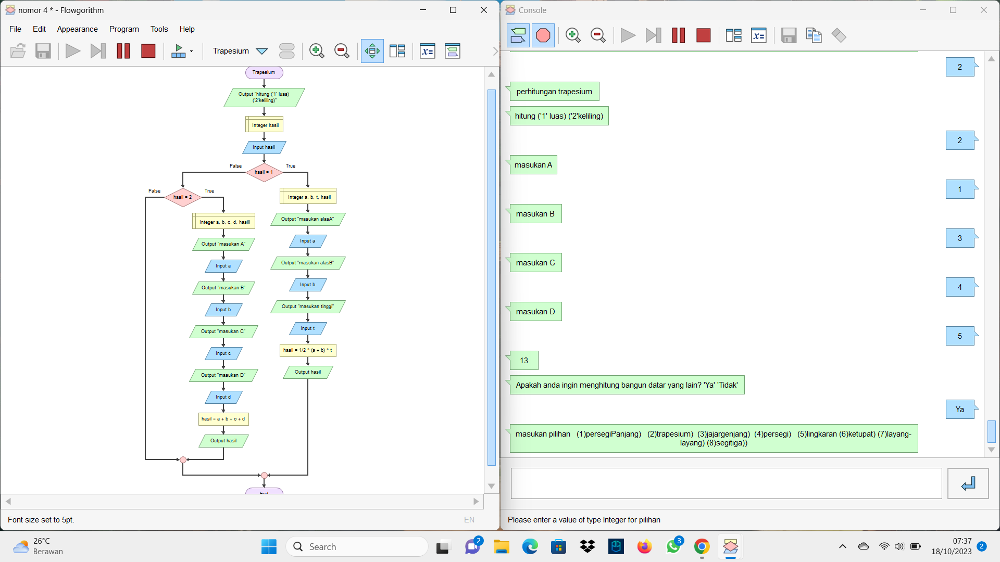 nomor 4 * - Flowgorithm
File Edit Appearance Program Tools Help
Trapesium
Trapesium
Output "hitung ('1' luas)
('2'keliling)"
Integer hasil
Input hasil
False True
hasil = 1
False True
hasil = 2
Integer a, b, c, d, hasill
Output "masukan A"
Input a
Output "masukan B"
Input b
Output "masukan C"
Input c
Output "masukan D"
Input d
hasil = a + b + c + d
Output hasil
Integer a, b, t, hasil
Output "masukan alasA"
Input a
Output "masukan alasB"
Input b
Output "masukan tinggi"
Input t
hasil = 1/2 * (a + b) * t
Output hasil
End
Font size set to 5pt.
EN
Console
2
perhitungan trapesium
hitung ('1' luas) ('2'keliling)
2
masukan A
1
masukan B
3
masukan C
4
masukan D
5
13
Apakah anda ingin menghitung bangun datar yang lain? 'Ya' 'Tidak'
Ya
masukan pilihan (1)persegiPanjang) (2)trapesium) (3)jajargenjang) (4)persegi) (5)lingkaran (6)ketupat) (7)layang-
layang) (8)segitiga))
Please enter a value of type Integer for pilihan
26°C
Berawan
Search
2
3
07:37
18/10/2023
2